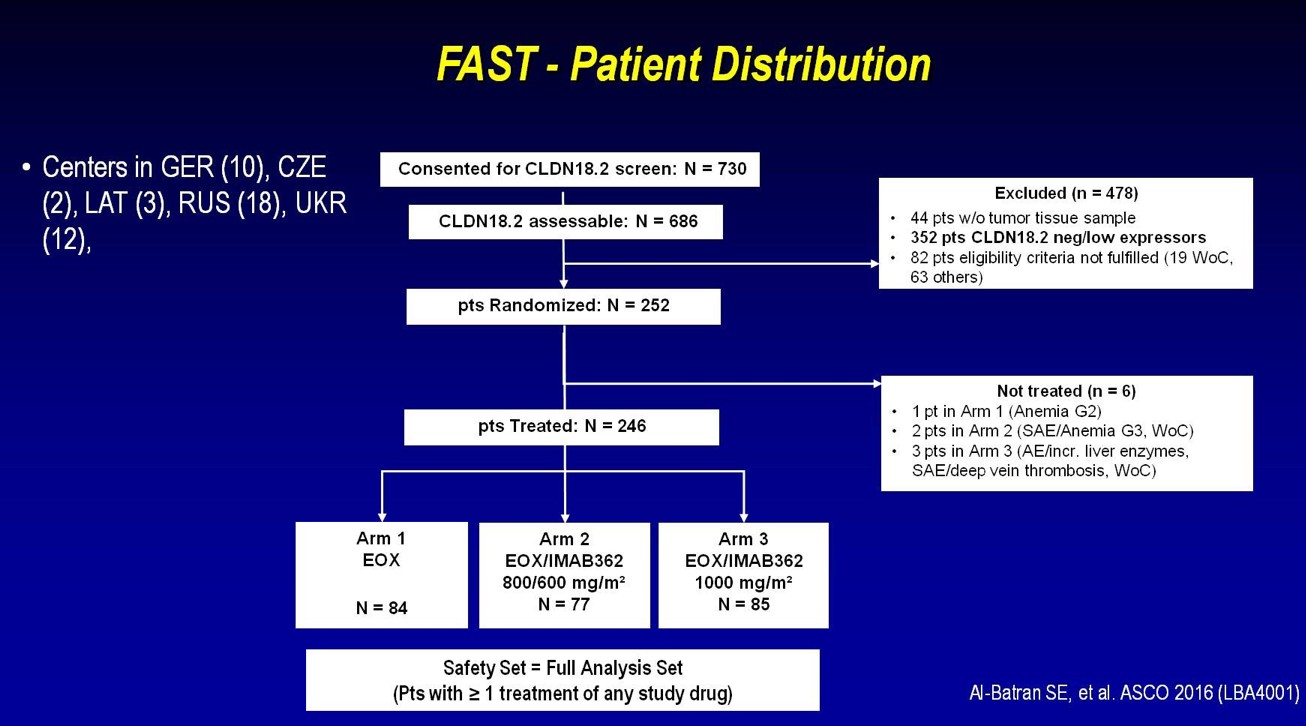 FAST - Patient Distribution
• Centers in GER (10), CZE
(2), LAT (3), RUS (18), UKR
(12),
Consented for CLDN18.2 screen: N = 730
CLDN18.2 assessable: N = 686
Excluded (n = 478)
• 44 pts w/o tumor tissue sample
• 352 pts CLDN18.2 neg/low expressors
• 82 pts eligibility criteria not fulfilled (19 WoC,
63 others)
pts Randomized: N = 252
Not treated (n = 6)
• 1 pt in Arm 1 (Anemia G2)
• 2 pts in Arm 2 (SAE/Anemia G3, WoC)
• 3 pts in Arm 3 (AE/incr. liver enzymes,
SAE/deep vein thrombosis, WoC)
pts Treated: N = 246
Arm 1
EOX
N = 84
Arm 2
EOX/IMAB362
800/600 mg/m²
N = 77
Arm 3
EOX/IMAB362
1000 mg/m²
N = 85
Safety Set = Full Analysis Set
(Pts with ≥ 1 treatment of any study drug)
Al-Batran SE, et al. ASCO 2016 (LBA4001)